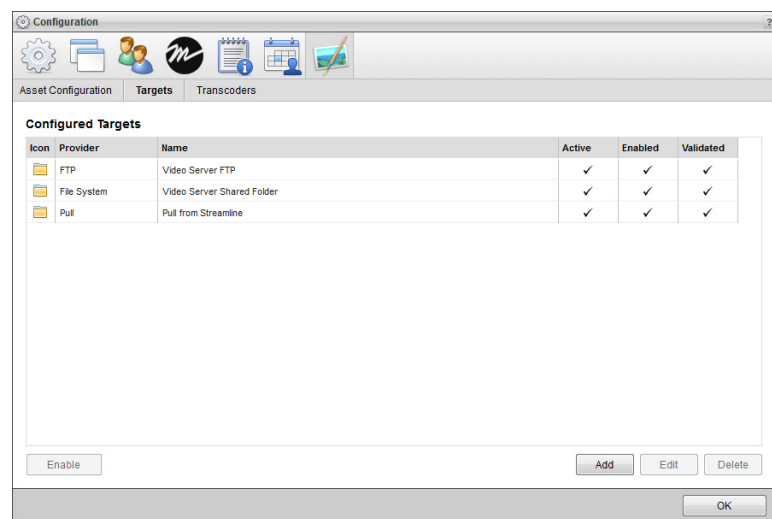 Configuration ?
Asset Configuration Targets Transcoders
Configured Targets
Icon Provider Name Active Enabled Validated
FTP Video Server FTP ✓ ✓ ✓
File System Video Server Shared Folder ✓ ✓ ✓
Pull Pull from Streamline ✓ ✓ ✓
Enable Add Edit Delete
OK